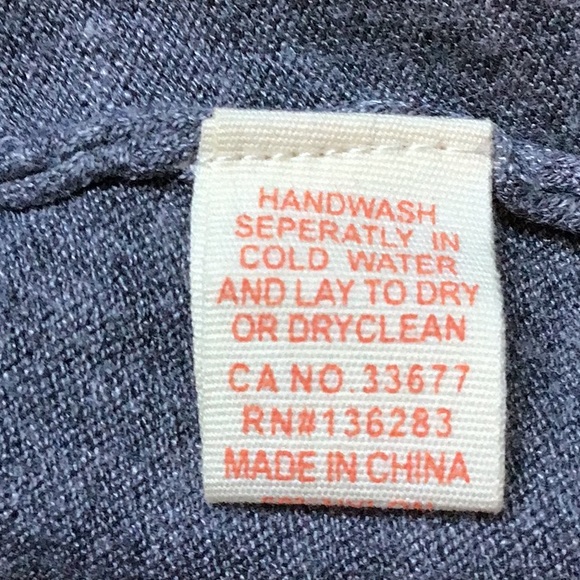 HANDWASH
SEPERATLY IN
COLD WATER
AND LAY TO DRY
OR DRYCLEAN
CA NO. 33677
RN#136283
MADE IN CHINA